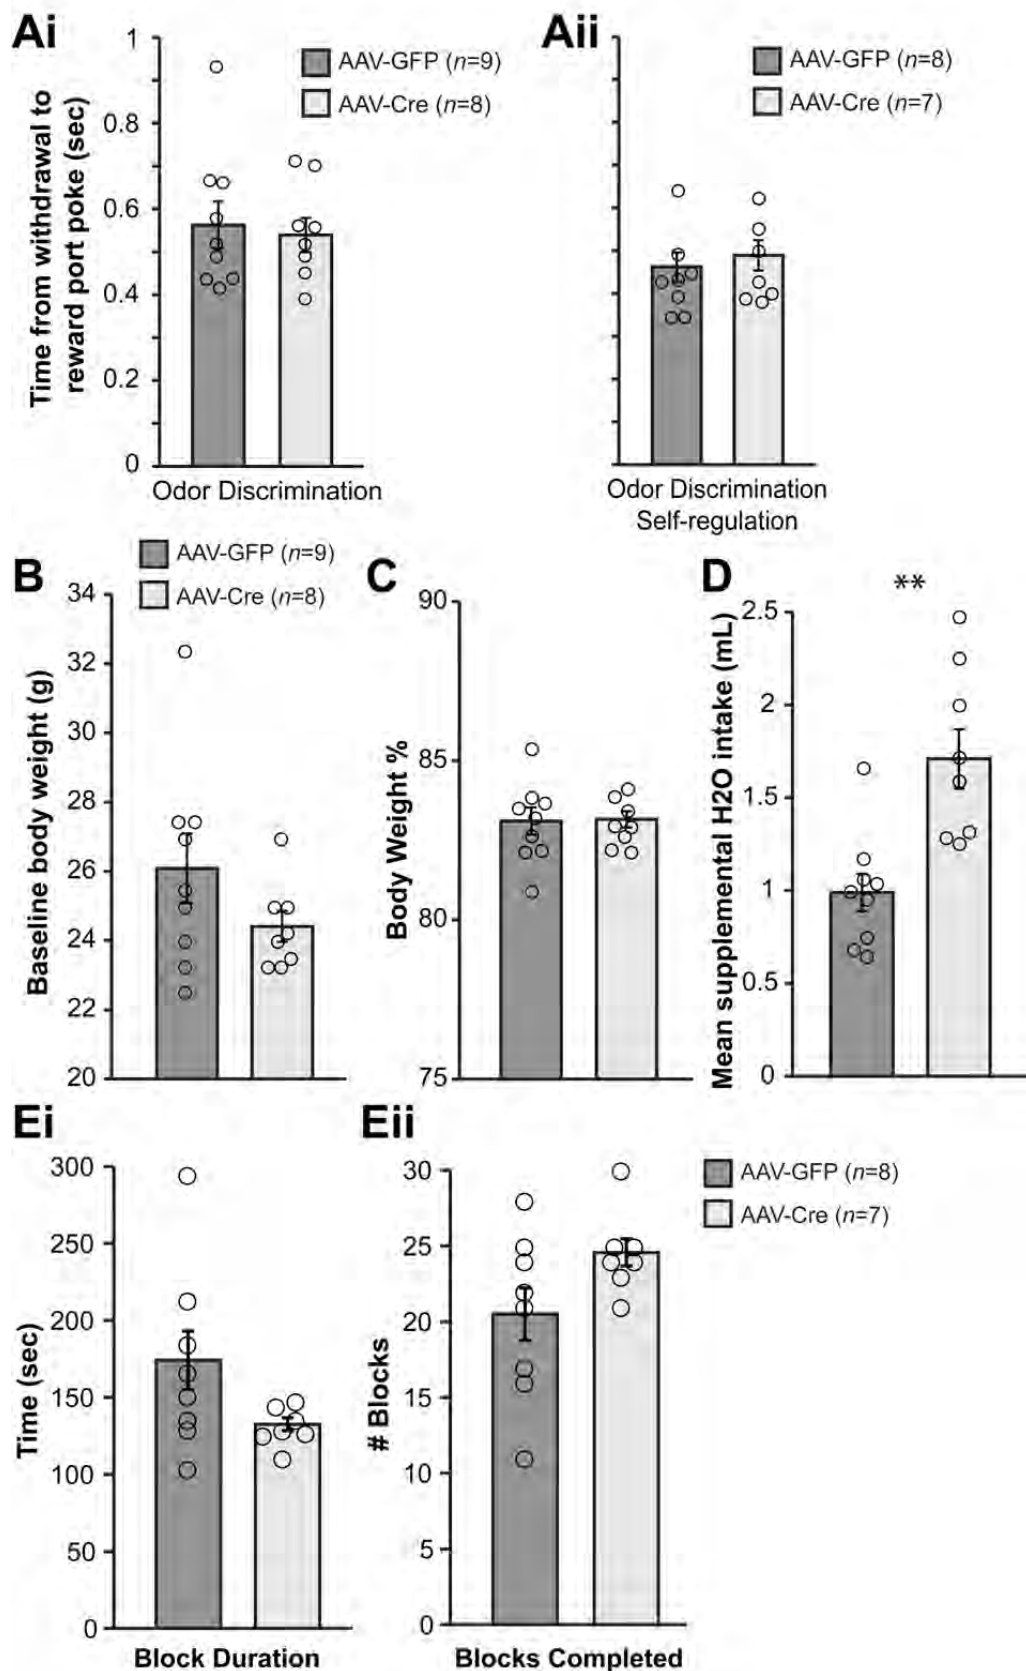 Ai
Time from withdrawal to
reward port poke (sec)
1
0.8
0.6
0.4
0.2
0
AAV-GFP (n=9)
AAV-Cre (n=8)
Odor Discrimination
Aii
AAV-GFP (n=8)
AAV-Cre (n=7)
Odor Discrimination
Self-regulation
B
AAV-GFP (n=9)
AAV-Cre (n=8)
Baseline body weight (g)
34
32
30
28
26
24
22
20
C
Body Weight %
90
85
80
75
D
**
Mean supplemental H2O intake (mL)
2.5
2
1.5
1
0.5
0
Ei
Time (sec)
300
250
200
150
100
50
0
Block Duration
Eii
# Blocks
30
25
20
15
10
5
0
Blocks Completed
AAV-GFP (n=8)
AAV-Cre (n=7)